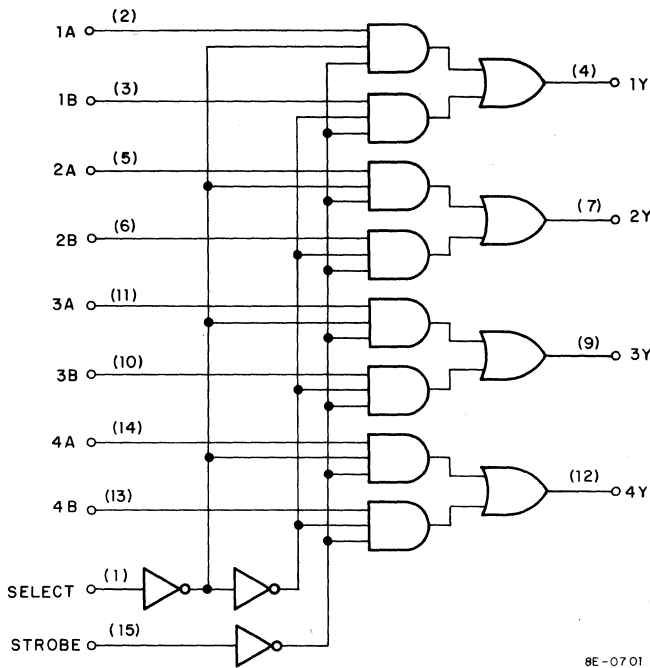 1A (2)
(4) 1Y
1B (3)
2A (5)
(7) 2Y
2B (6)
3A (11)
(9) 3Y
3B (10)
4A (14)
(12) 4Y
4B (13)
SELECT (1)
STROBE (15)
8E-0701